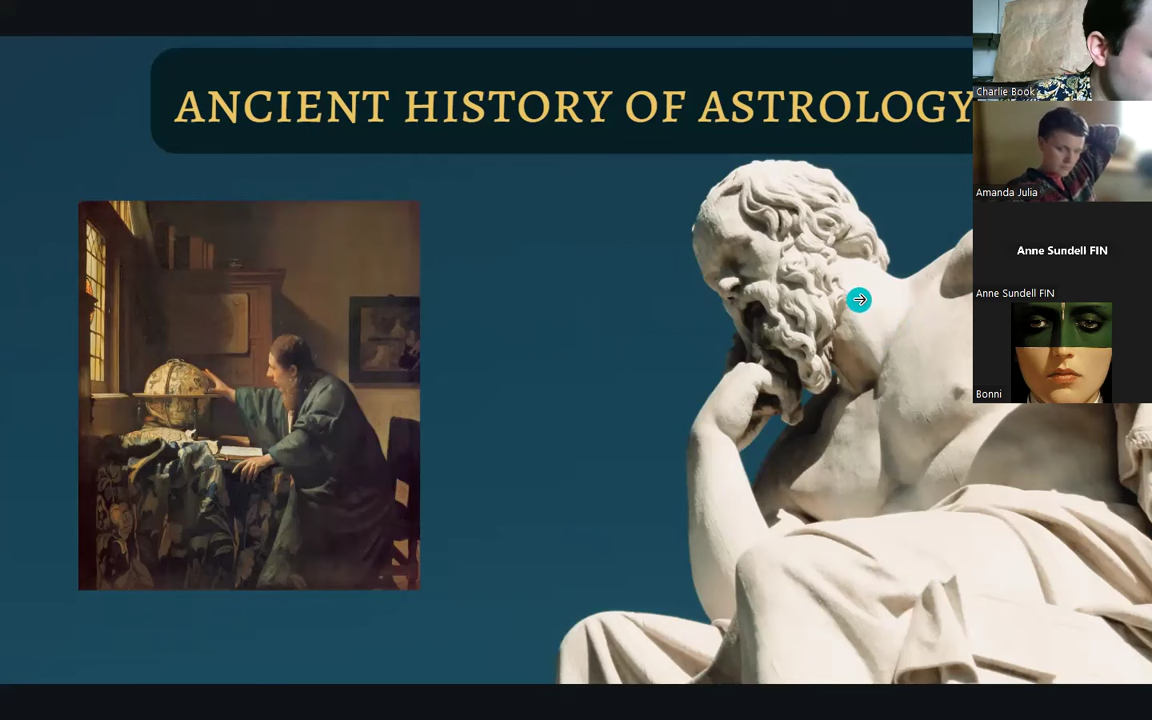 ANCIENT HISTORY OF ASTROLOGY
Charlie Book
Amanda Julia
Anne Sundell FIN
Anne Sundell FIN
Bonni